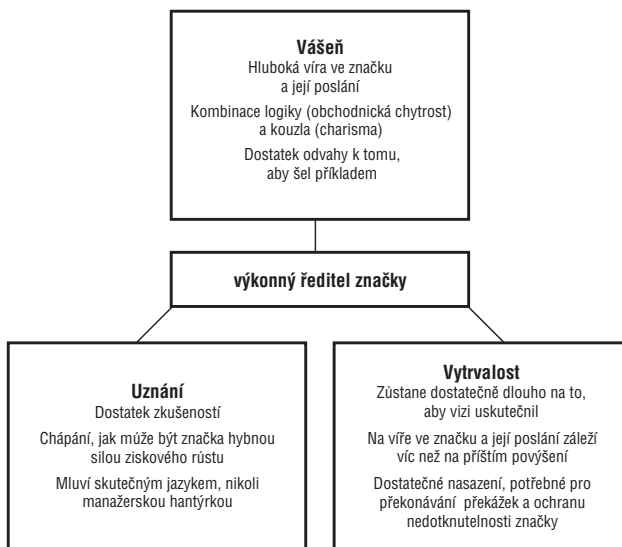 Vášeň
Hluboká víra ve značku
a její poslání
Kombinace logiky (obchodnická chytrost)
a kouzla (charisma)
Dostatek odvahy k tomu,
aby šel příkladem
výkonný ředitel značky
Uznání
Dostatek zkušeností
Chápání, jak může být značka hybnou
silou ziskového růstu
Mluví skutečným jazykem, nikoli
manažerskou hantýrkou
Vytrvalost
Zůstane dostatečně dlouho na to,
aby vizi uskutečnil
Na víře ve značku a její poslání záleží
víc než na příštím povýšení
Dostatečné nasazení, potřebné pro
překonávání překážek a ochranu
nedotknutelnosti značky